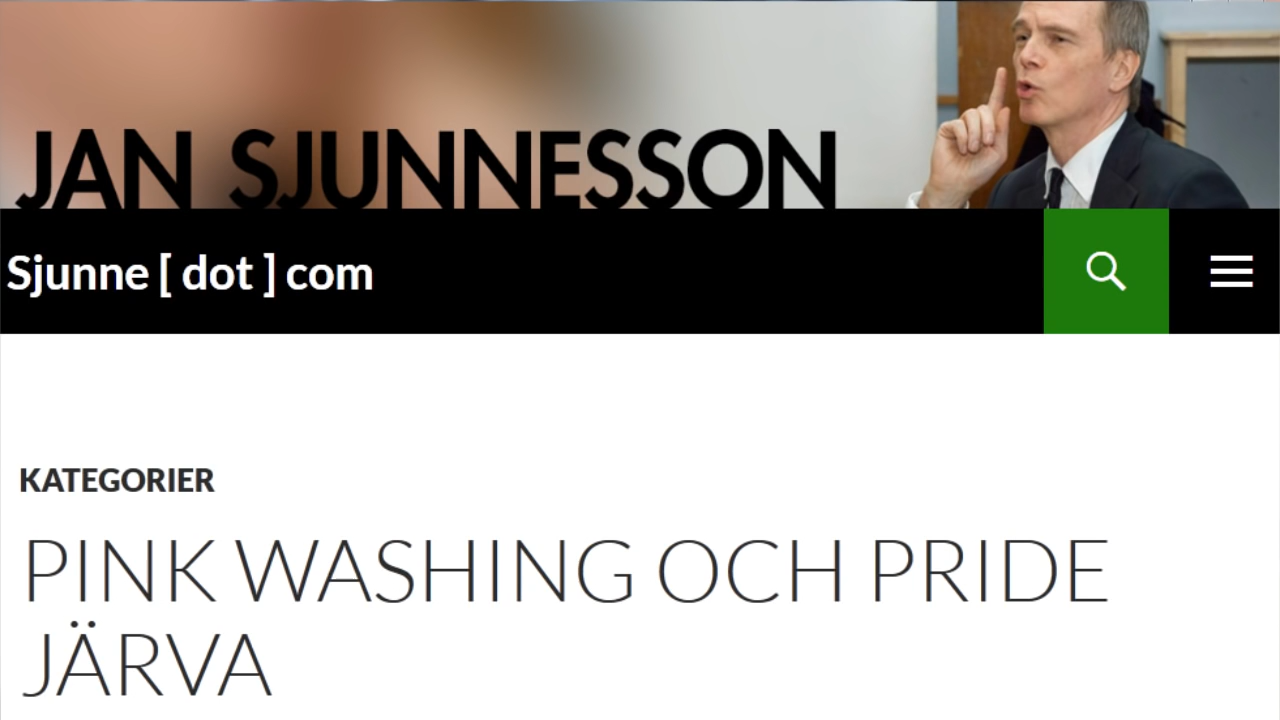 JAN SJUNNESSON
Sjunne [ dot ] com
KATEGORIER
PINK WASHING OCH PRIDE
JÄRVA